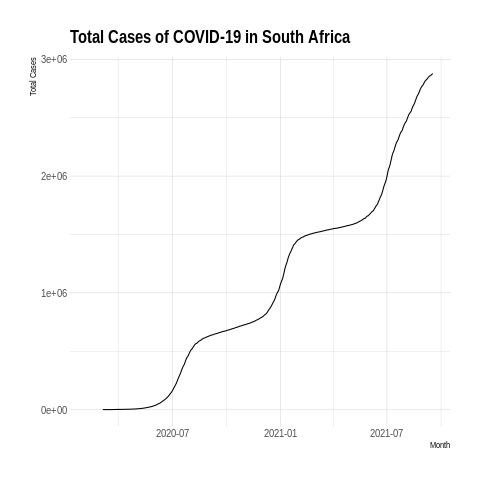 Total Cases of COVID-19 in South Africa
Total Cases
3e+06
2e+06
1e+06
0e+00
2020-07 2021-01 2021-07
Month